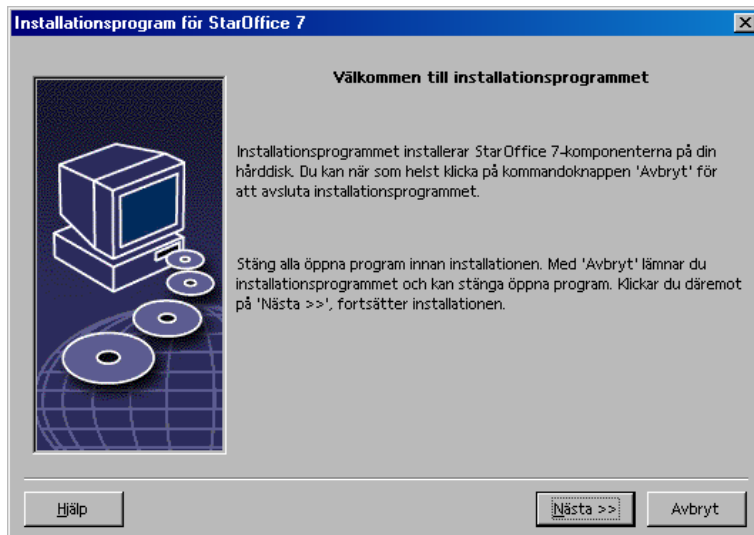 Installationsprogram för StarOffice 7
Välkommen till installationsprogrammet
Installationsprogrammet installerar StarOffice 7-komponenterna på din
hårddisk. Du kan när som helst klicka på kommandoknappen 'Avbryt' för
att avsluta installationsprogrammet.
Stäng alla öppna program innan installationen. Med 'Avbryt' lämnar du
installationsprogrammet och kan stänga öppna program. Klickar du däremot
på 'Nästa >>', fortsätter installationen.
Hjälp
Nästa >>
Avbryt